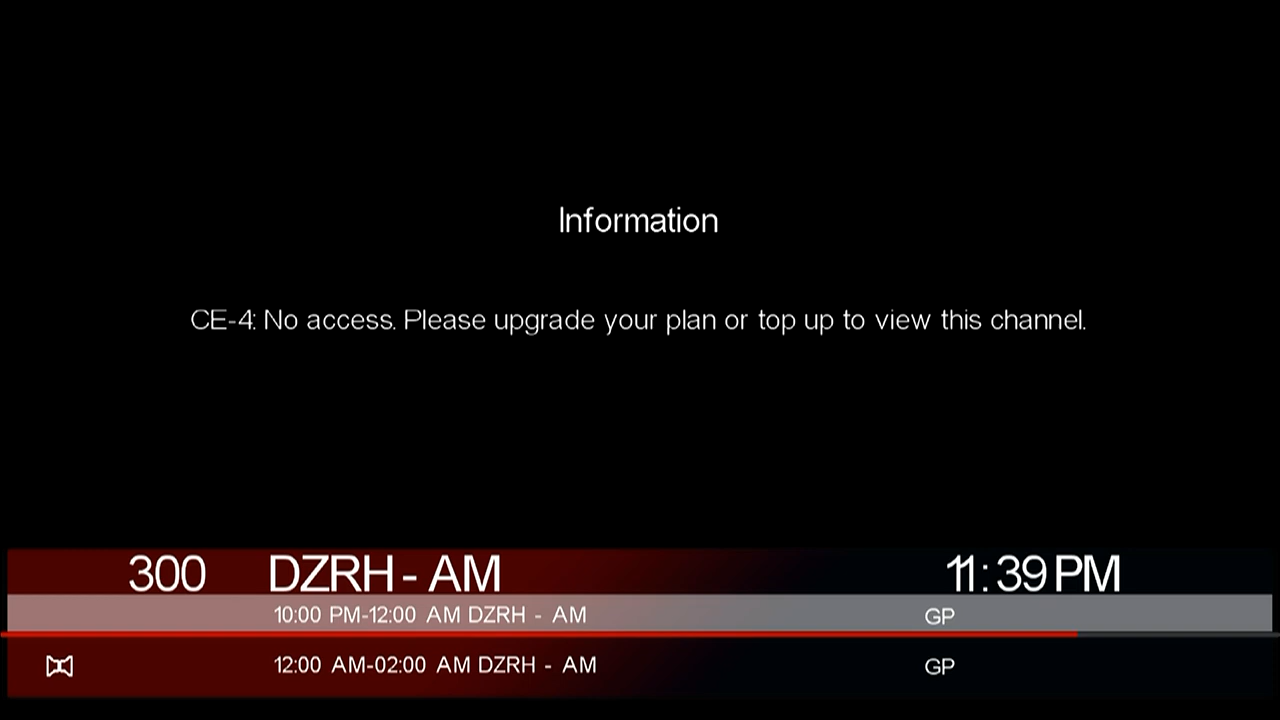 Information
CE-4: No access. Please upgrade your plan or top up to view this channel.
300 DZRH - AM 11:39 PM
10:00 PM-12:00 AM DZRH - AM GP
12:00 AM-02:00 AM DZRH - AM GP